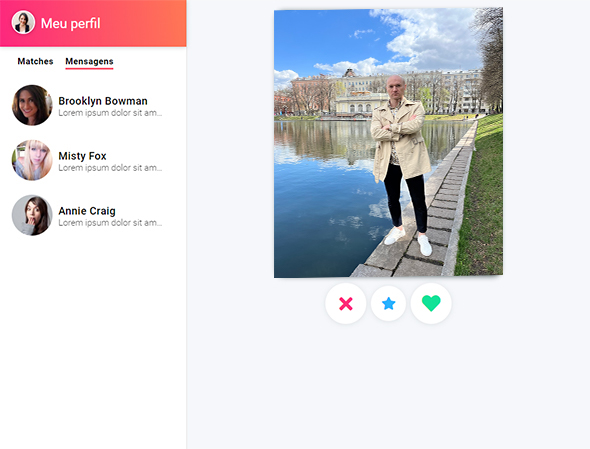 Meu perfil
Matches Mensagens
Brooklyn Bowman
Lorem ipsum dolor sit am...
Misty Fox
Lorem ipsum dolor sit am...
Annie Craig
Lorem ipsum dolor sit am...